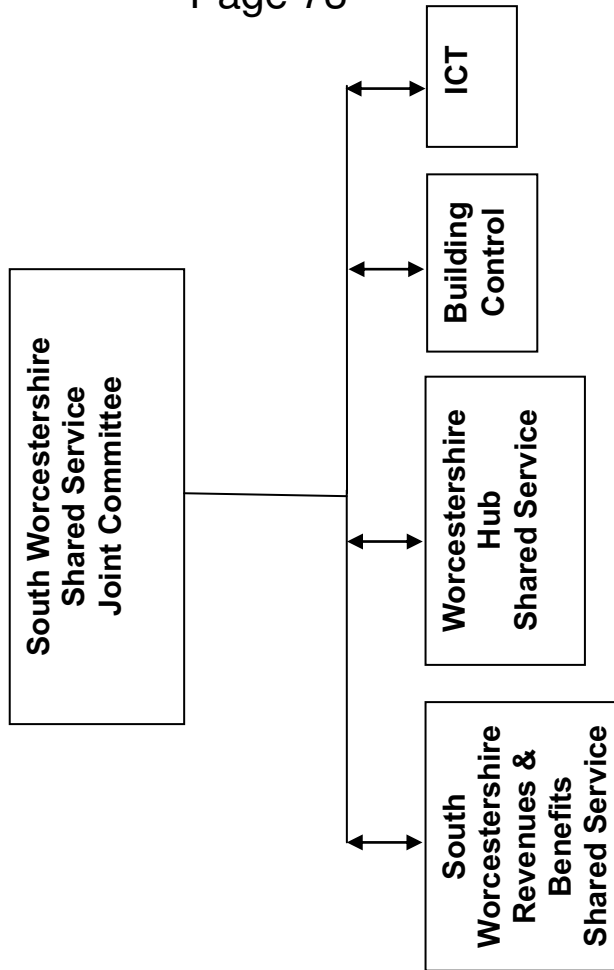 Page 78
South Worcestershire
Shared Service
Joint Committee
South
Worcestershire
Revenues &
Benefits
Shared Service
Worcestershire
Hub
Shared Service
Building
Control
ICT